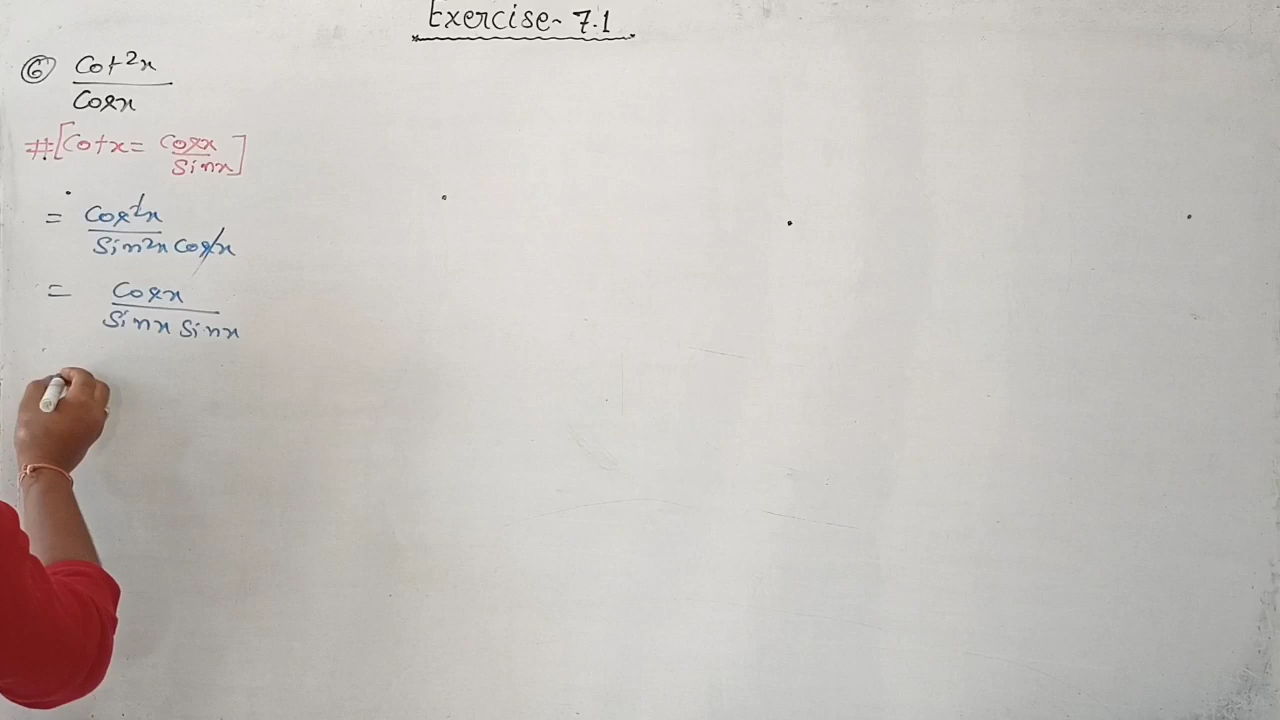 Exercise- 7.1
⑥ Cot²x
Cosx
#[Cotx= Cosx
Sinx]
= Cos²x
Sin²x Cosx
= Cosx
Sinx Sinx